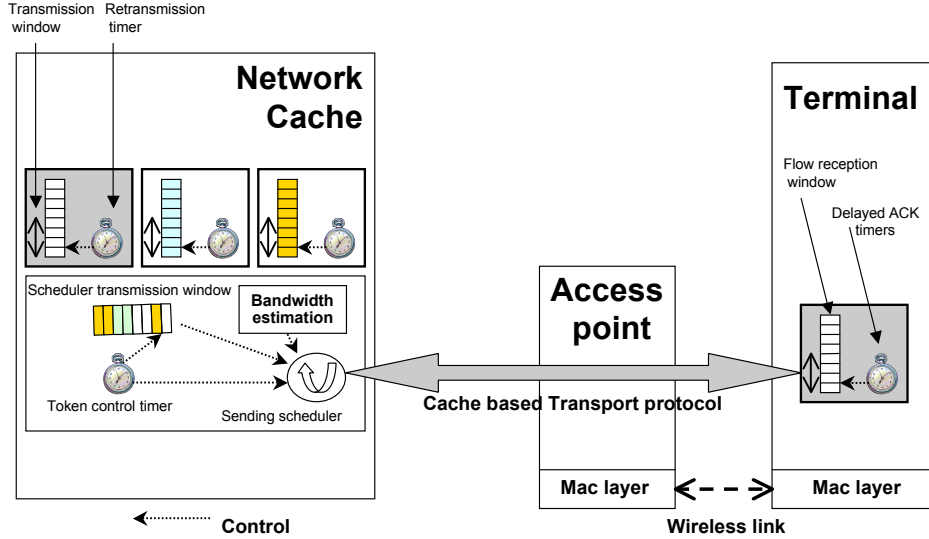 Transmission
window
Retransmission
timer
Network
Cache
Terminal
Flow reception
window
Delayed ACK
timers
Scheduler transmission window
Bandwidth
estimation
Access
point
Token control timer
Sending scheduler
Cache based Transport protocol
Mac layer
Mac layer
Control
Wireless link